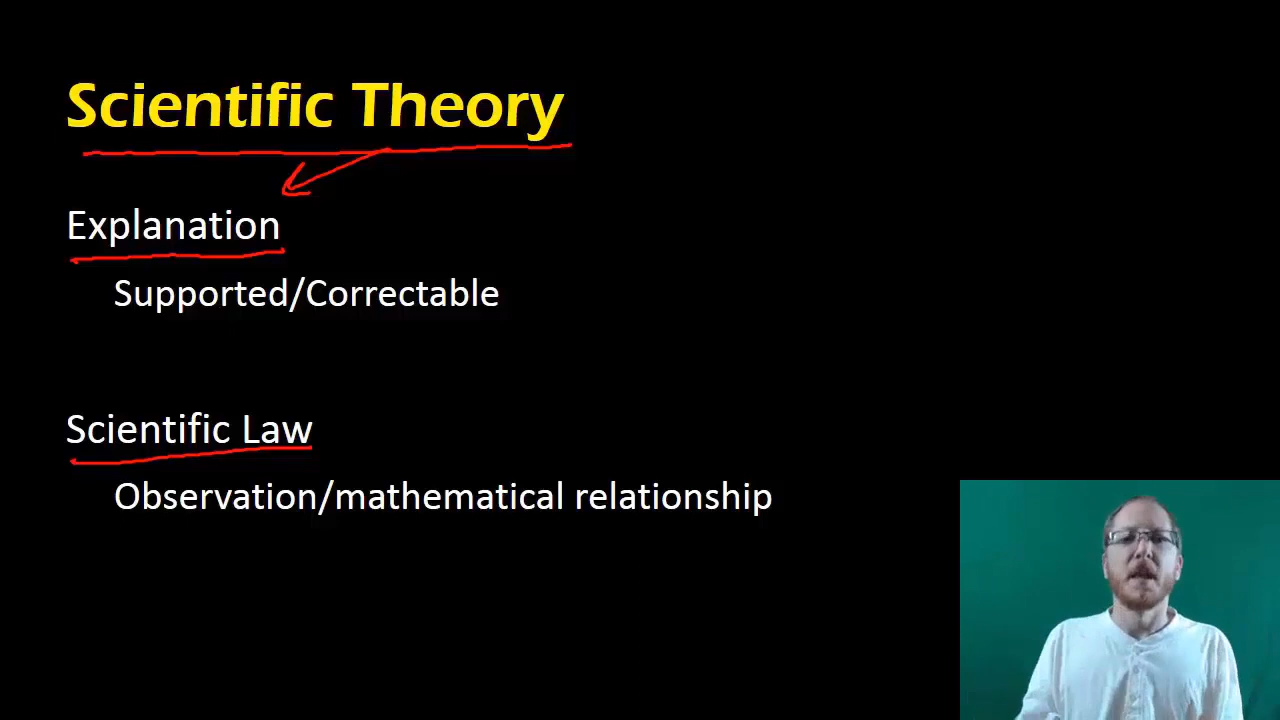 Scientific Theory
Explanation
Supported/Correctable
Scientific Law
Observation/mathematical relationship